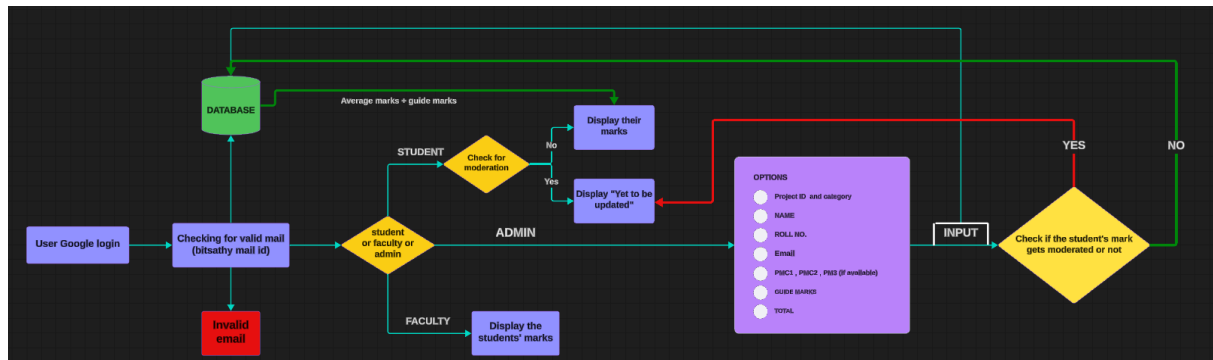 DATABASE
Average marks + guide marks
Display their
marks
YES
NO
No
STUDENT
Check for
moderation
Yes
Display "Yet to be
updated"
OPTIONS
Project ID and category
NAME
ROLL NO.
Email
PMC1 , PMC2 , PM3 (if available)
GUIDE MARKS
TOTAL
User Google login
Checking for valid mail
(bitsathy mail id)
student
or faculty or
admin
ADMIN
INPUT
Check if the student's mark
gets moderated or not
Invalid
email
FACULTY
Display the
students' marks